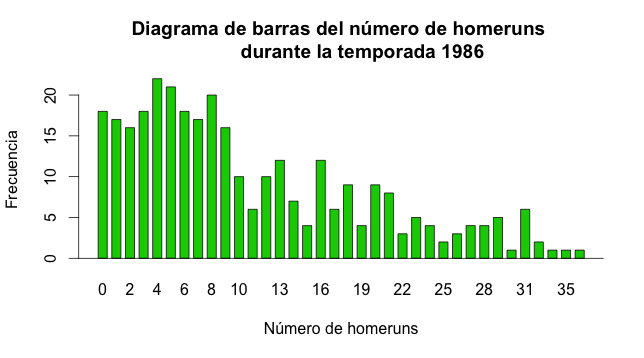 Diagrama de barras del número de homeruns
durante la temporada 1986
Frecuencia
20
15
10
5
0
0 2 4 6 8 10 13 16 19 22 25 28 31 35
Número de homeruns